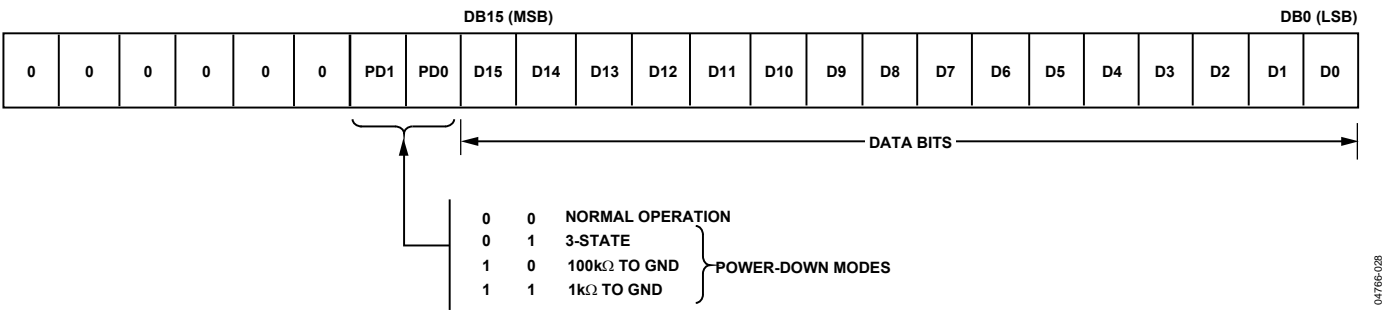 DB15 (MSB) DB0 (LSB)
0 0 0 0 0 0 PD1 PD0 D15 D14 D13 D12 D11 D10 D9 D8 D7 D6 D5 D4 D3 D2 D1 D0
DATA BITS
0 0 NORMAL OPERATION
0 1 3-STATE
1 0 100kΩ TO GND
POWER-DOWN MODES
1 1 1kΩ TO GND
04766-028